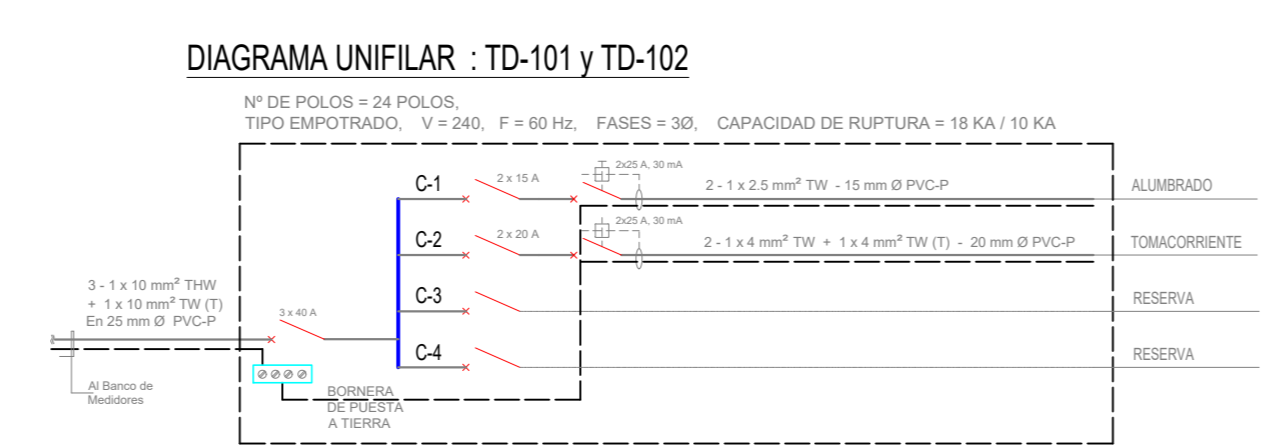 DIAGRAMA UNIFILAR : TD-101 y TD-102
Nº DE POLOS = 24 POLOS,
TIPO EMPOTRADO, V = 240, F = 60 Hz, FASES = 3Ø, CAPACIDAD DE RUPTURA = 18 KA / 10 KA
C-1
2 x 15 A
2x25 A, 30 mA
2 - 1 x 2.5 mm² TW - 15 mm Ø PVC-P
ALUMBRADO
C-2
2 x 20 A
2x25 A, 30 mA
2 - 1 x 4 mm² TW + 1 x 4 mm² TW (T) - 20 mm Ø PVC-P
TOMACORRIENTE
C-3
RESERVA
C-4
RESERVA
3 - 1 x 10 mm² THW
+ 1 x 10 mm² TW (T)
En 25 mm Ø PVC-P
3 x 40 A
Al Banco de
Medidores
BORNERA
DE PUESTA
A TIERRA